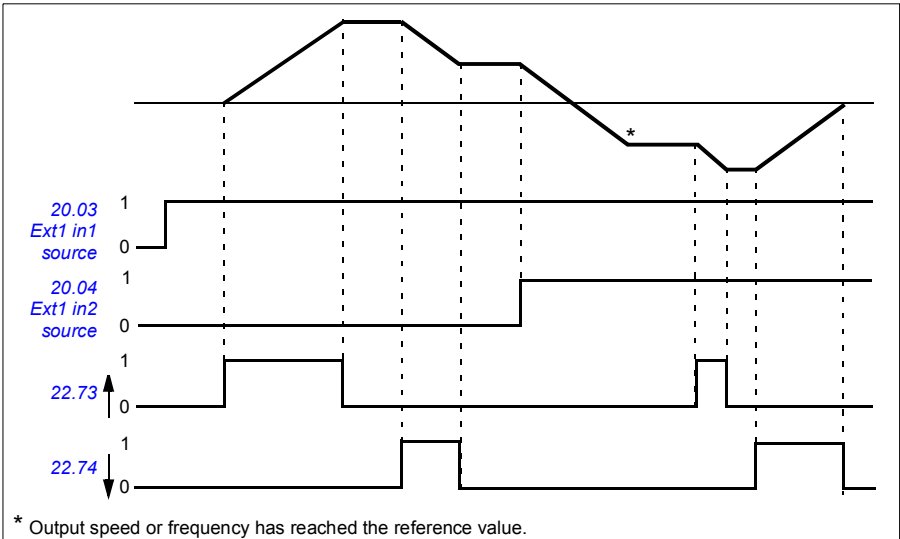 *
20.03
Ext1 in1
source
1
0
20.04
Ext1 in2
source
1
0
22.73
1
0
22.74
1
0
* Output speed or frequency has reached the reference value.